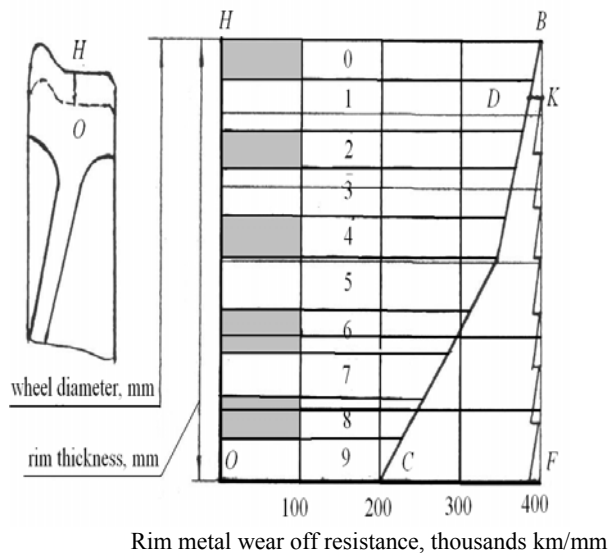 H B
H
0
1 D K
O
2
3
4
5
6
7
wheel diameter, mm
8
rim thickness, mm O 9 C F
100 200 300 400
Rim metal wear off resistance, thousands km/mm